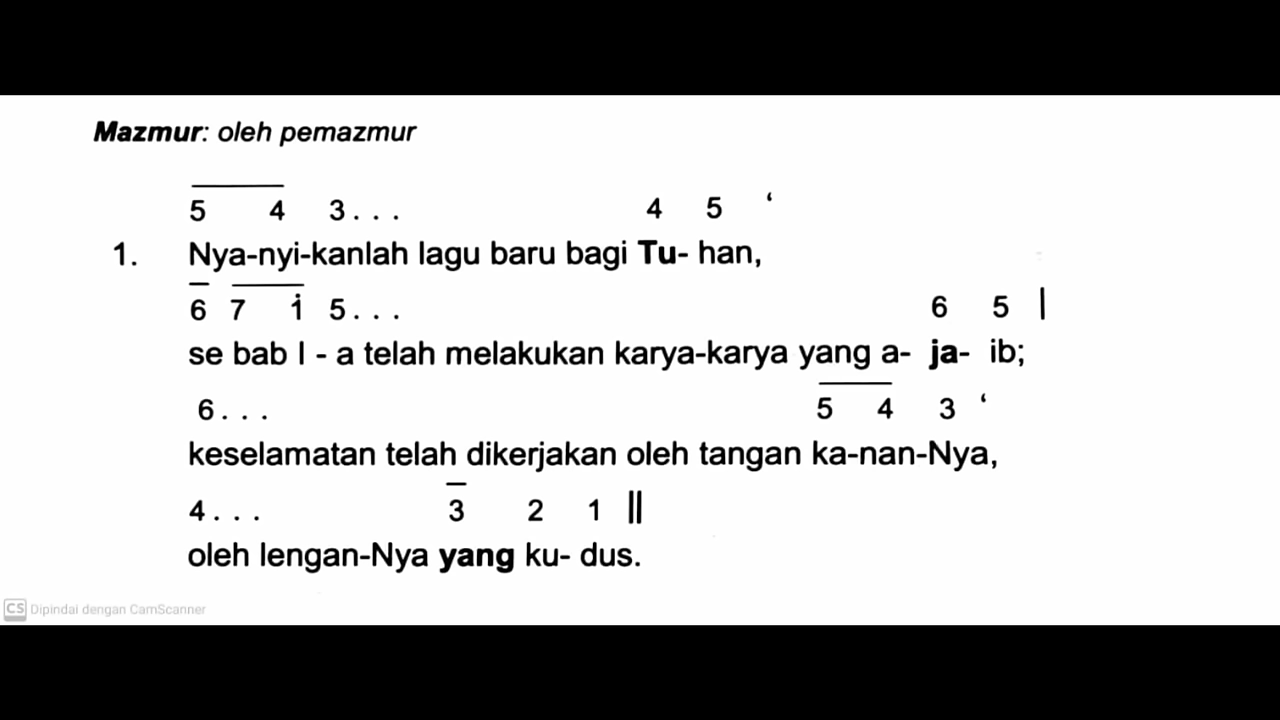 Mazmur: oleh pemazmur
5 4 3 . . . 4 5 ‘
1. Nya-nyi-kanlah lagu baru bagi Tu- han,
6 7 i 5 . . . 6 5 |
se bab I - a telah melakukan karya-karya yang a- ja- ib;
6 . . . 5 4 3 ‘
keselamatan telah dikerjakan oleh tangan ka-nan-Nya,
4 . . . 3 2 1 ||
oleh lengan-Nya yang ku- dus.
CS Dipindai dengan CamScanner